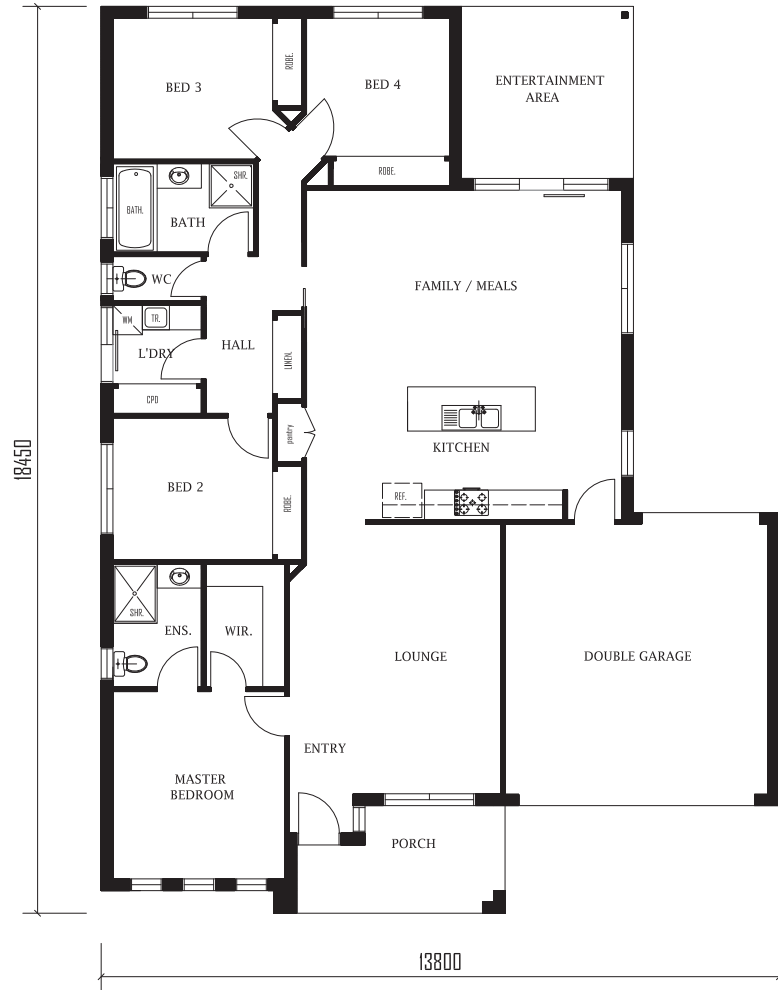 BED 3
ROBE.
BED 4
ENTERTAINMENT
AREA
ROBE.
BATH.
SHR.
BATH
WC
FAMILY / MEALS
WM
TR.
L'DRY
HALL
LINEN.
CPD
pantry
KITCHEN
18450
BED 2
ROBE.
REF.
SHR.
ENS.
WIR.
LOUNGE
DOUBLE GARAGE
ENTRY
MASTER
BEDROOM
PORCH
13800